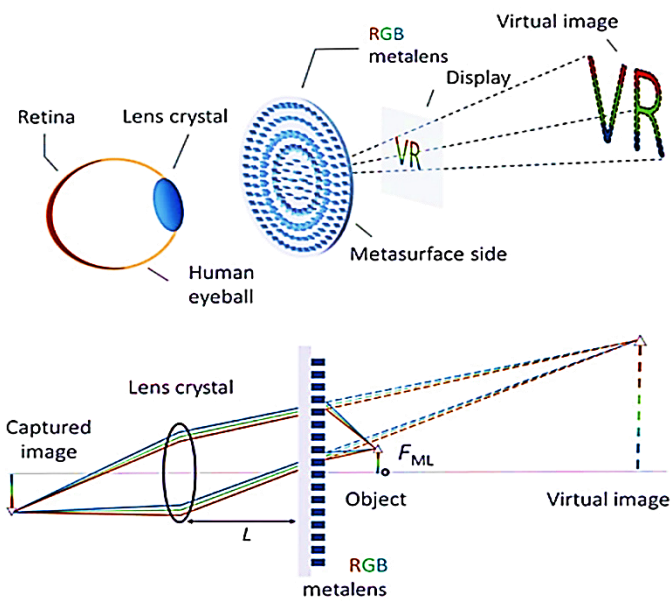 Virtual image
RGB
metalens
Display
Retina
Lens crystal
VR
VR
Metasurface side
Human
eyeball
Lens crystal
Captured image
F_ML
L
Object
Virtual image
RGB
metalens